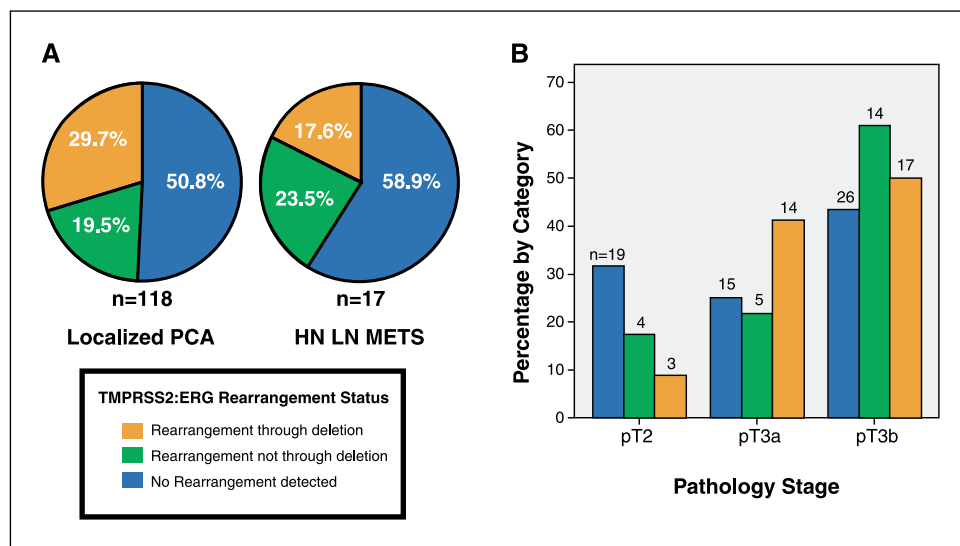 A
29.7%
50.8%
19.5%
n=118
Localized PCA
17.6%
58.9%
23.5%
n=17
HN LN METS
TMPRSS2:ERG Rearrangement Status
Rearrangement through deletion
Rearrangement not through deletion
No Rearrangement detected
B
Percentage by Category
70
60
50
40
30
20
10
0
n=19
4
3
15
5
14
26
14
17
pT2
pT3a
pT3b
Pathology Stage